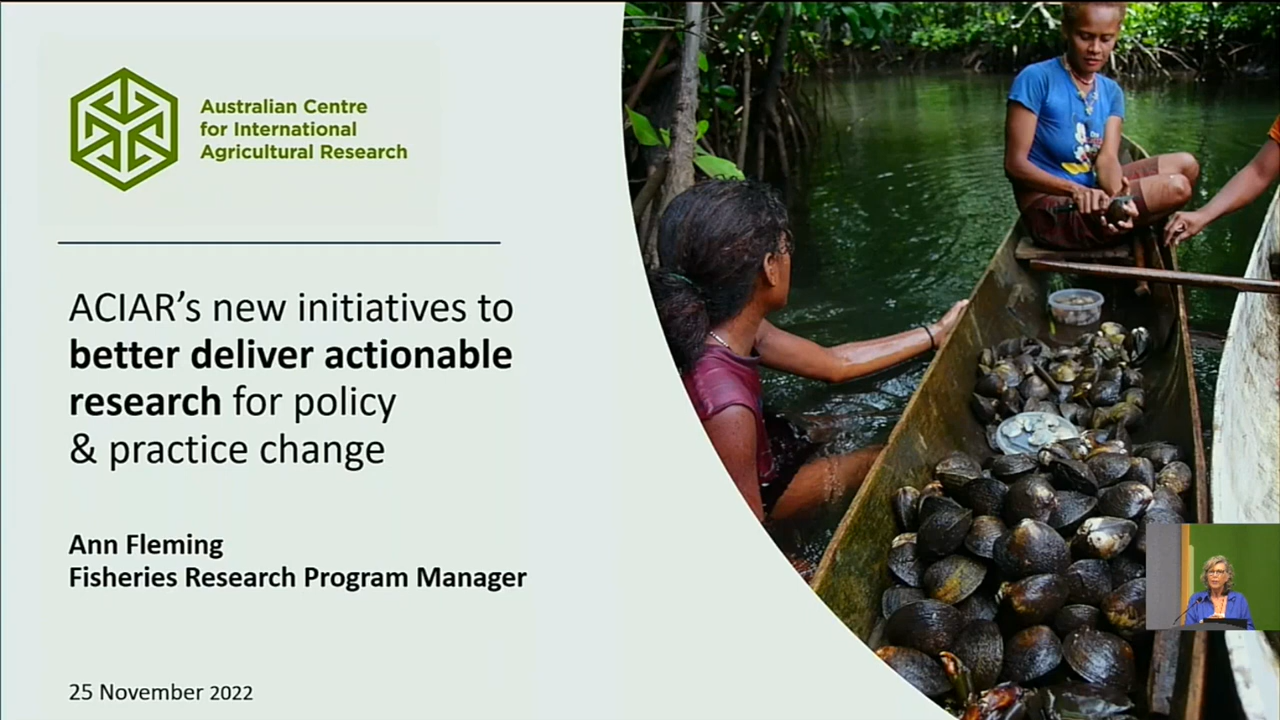 Australian Centre
for International
Agricultural Research
ACIAR’s new initiatives to
better deliver actionable
research for policy
& practice change
Ann Fleming
Fisheries Research Program Manager
25 November 2022